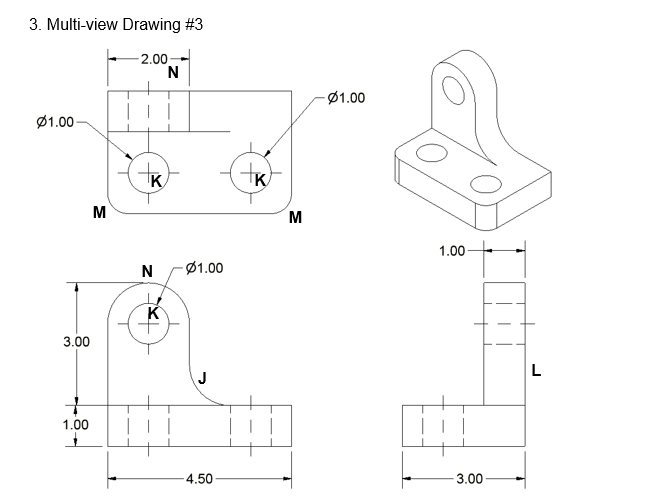 3. Multi-view Drawing #3
2.00
N
Ø1.00
Ø1.00
K
K
M
M
1.00
N
Ø1.00
K
3.00
J
L
1.00
4.50
3.00